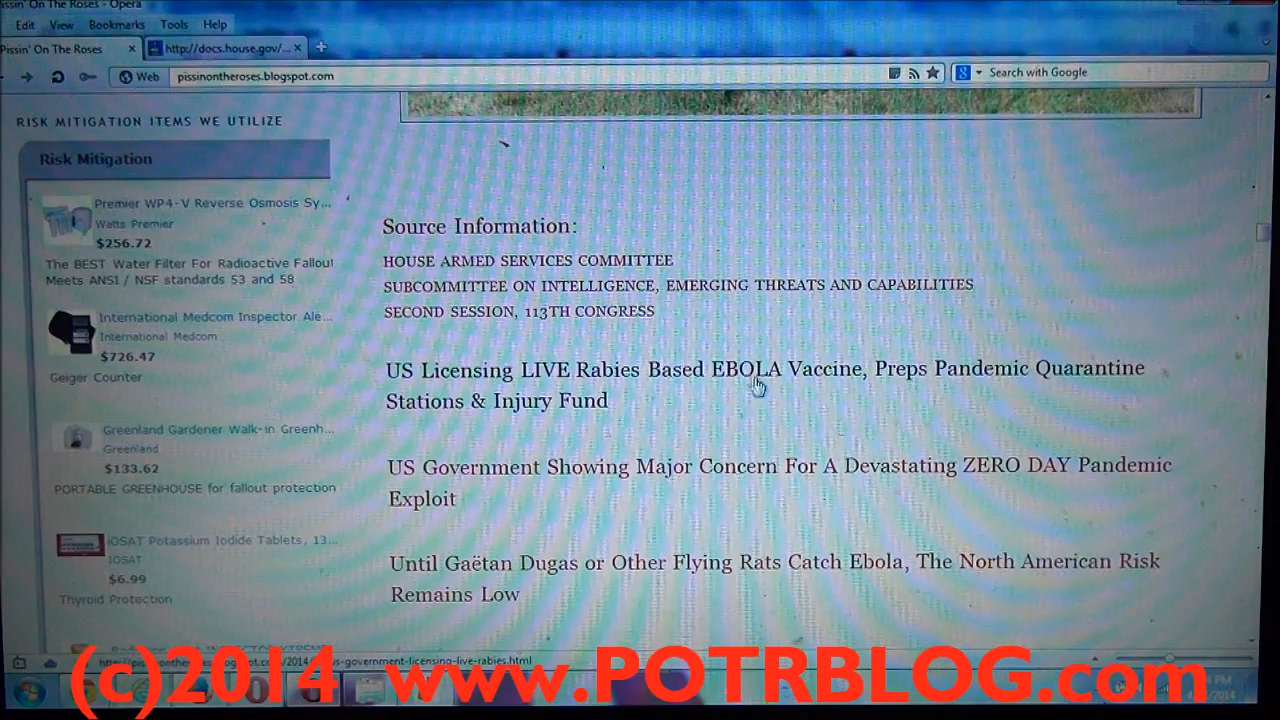 Pissin' On The Roses - Opera
Edit View Bookmarks Tools Help
Pissin' On The Roses
http://docs.house.gov/...
Web pissinontheroses.blogspot.com
Search with Google
RISK MITIGATION ITEMS WE UTILIZE
Risk Mitigation
Premier WP4-V Reverse Osmosis Sy...
Watts Premier
$256.72
The BEST Water Filter For Radioactive Fallout
Meets ANSI / NSF standards 53 and 58
International Medcom Inspector Ale...
International Medcom
$726.47
Geiger Counter
Greenland Gardener Walk-in Greenh...
Greenland
$133.62
PORTABLE GREENHOUSE for fallout protection
iOSAT Potassium Iodide Tablets, 13...
IOSAT
$6.99
Thyroid Protection
Source Information:
HOUSE ARMED SERVICES COMMITTEE
SUBCOMMITTEE ON INTELLIGENCE, EMERGING THREATS AND CAPABILITIES
SECOND SESSION, 113TH CONGRESS
US Licensing LIVE Rabies Based EBOLA Vaccine, Preps Pandemic Quarantine
Stations & Injury Fund
US Government Showing Major Concern For A Devastating ZERO DAY Pandemic
Exploit
Until Gaëtan Dugas or Other Flying Rats Catch Ebola, The North American Risk
Remains Low
(c)2014 www.POTRBLOG.com